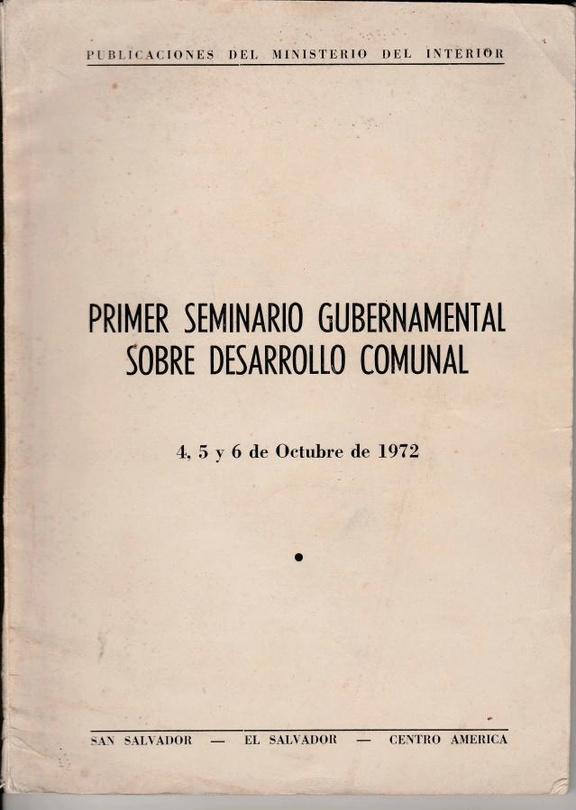 PUBLICACIONES DEL MINISTERIO DEL INTERIOR
PRIMER SEMINARIO GUBERNAMENTAL
SOBRE DESARROLLO COMUNAL
4, 5 y 6 de Octubre de 1972
SAN SALVADOR — EL SALVADOR — CENTRO AMERICA